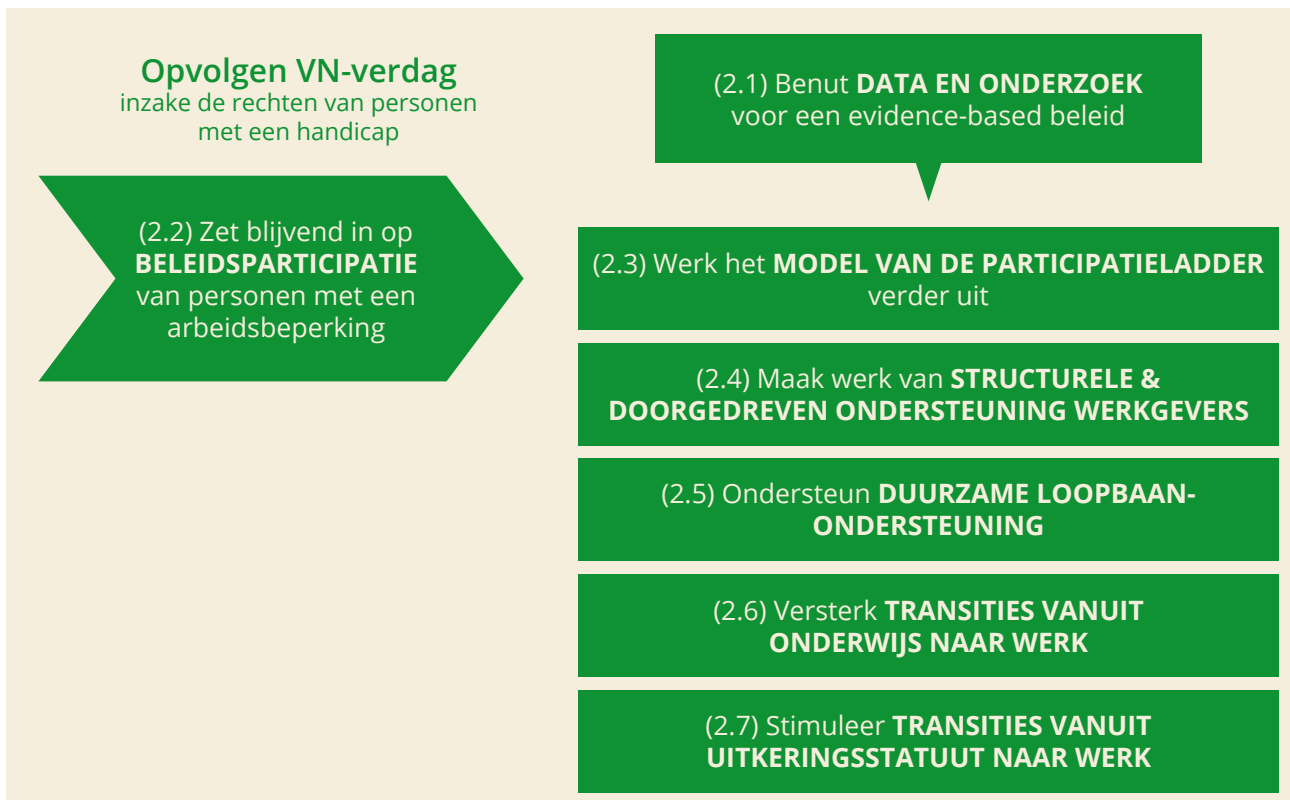 Opvolgen VN-verdag
inzake de rechten van personen
met een handicap
(2.2) Zet blijvend in op
BELEIDSPARTICIPATIE
van personen met een
arbeidsbeperking
(2.1) Benut DATA EN ONDERZOEK
voor een evidence-based beleid
(2.3) Werk het MODEL VAN DE PARTICIPATIELADDER
verder uit
(2.4) Maak werk van STRUCTURELE &
DOORGEDREVEN ONDERSTEUNING WERKGEVERS
(2.5) Ondersteun DUURZAME LOOPBAAN-
ONDERSTEUNING
(2.6) Versterk TRANSITIES VANUIT
ONDERWIJS NAAR WERK
(2.7) Stimuleer TRANSITIES VANUIT
UITKERINGSSTATUUT NAAR WERK